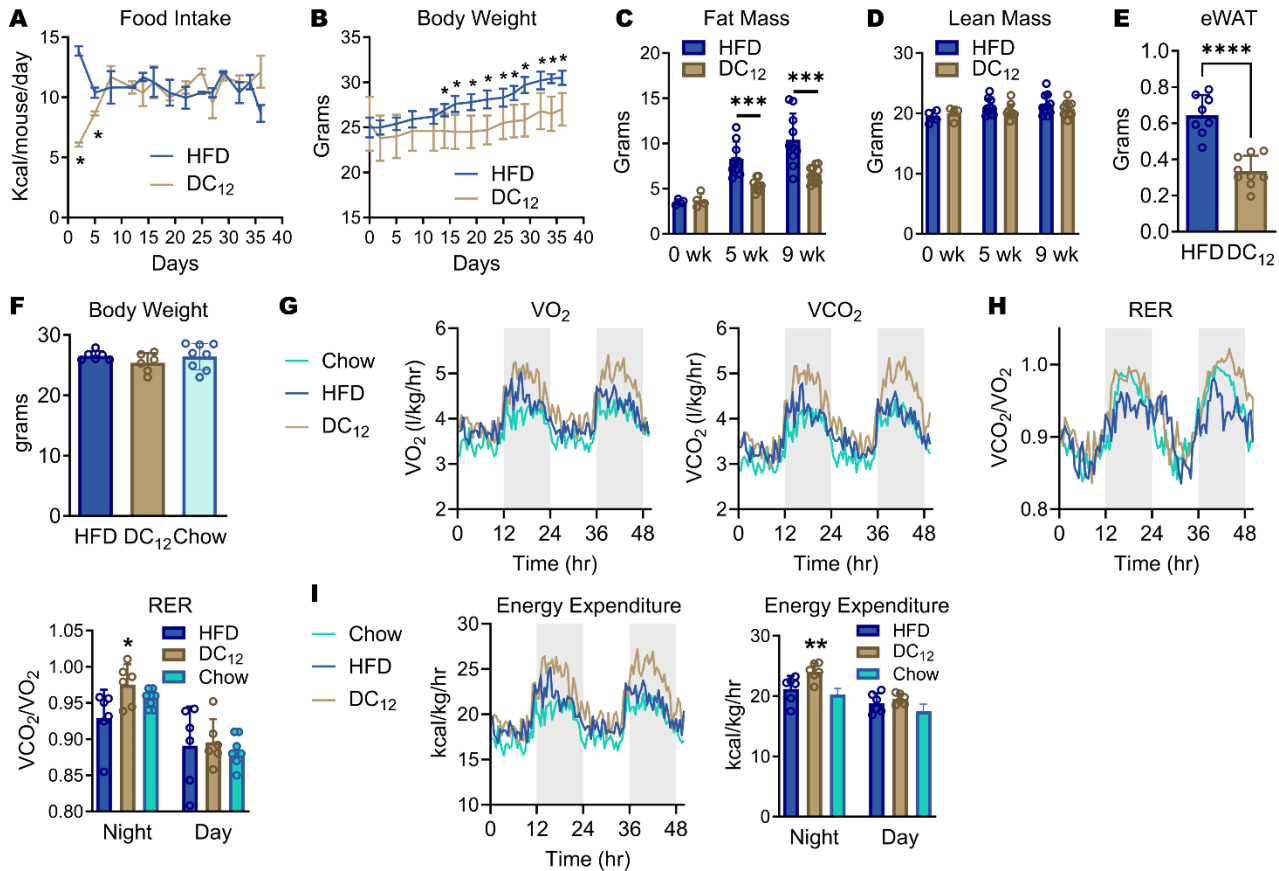 A
Food Intake
Kcal/mouse/day
20
15
10
5
0
*
*
HFD
DC12
0 5 10 15 20 25 30 35 40
Days
B
Body Weight
Grams
35
30
25
20
15
* * * * ** * ***
HFD
DC12
0 5 10 15 20 25 30 35 40
Days
C
Fat Mass
Grams
20
15
10
5
0
HFD
DC12
***
***
0 wk 5 wk 9 wk
D
Lean Mass
Grams
30
20
10
0
HFD
DC12
0 wk 5 wk 9 wk
E
eWAT
Grams
1.0
0.8
0.6
0.4
0.2
0.0
****
HFD DC12
F
Body Weight
grams
30
20
10
0
HFD DC12 Chow
G
Chow
HFD
DC12
VO2
VO2 (l/kg/hr)
6
5
4
3
2
0 12 24 36 48
Time (hr)
VCO2
VCO2 (l/kg/hr)
6
5
4
3
2
0 12 24 36 48
Time (hr)
H
RER
VCO2/VO2
1.0
0.9
0.8
0 12 24 36 48
Time (hr)
RER
VCO2/VO2
1.05
1.00
0.95
0.90
0.85
0.80
*
HFD
DC12
Chow
Night Day
I
Chow
HFD
DC12
Energy Expenditure
kcal/kg/hr
30
25
20
15
10
0 12 24 36 48
Time (hr)
Energy Expenditure
kcal/kg/hr
30
20
10
0
**
HFD
DC12
Chow
Night Day